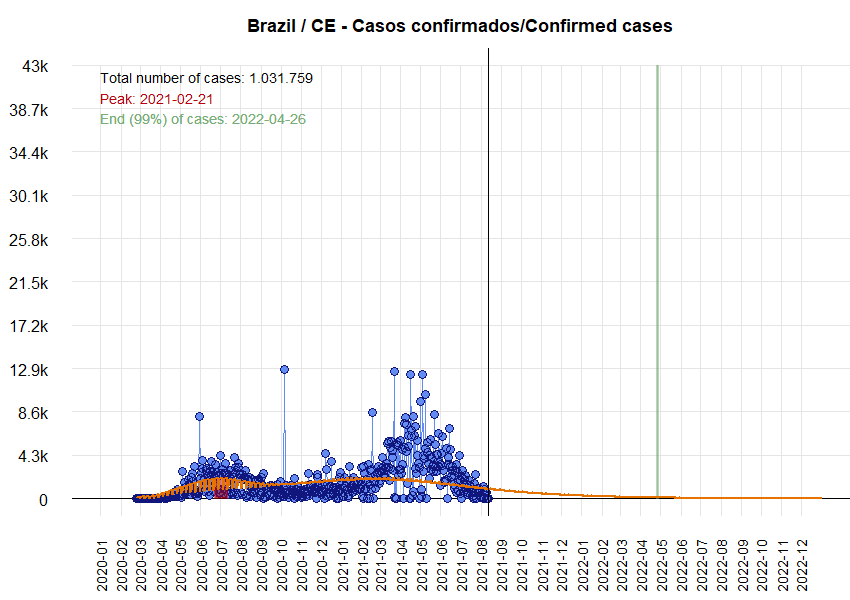 Brazil / CE - Casos confirmados/Confirmed cases
43k
Total number of cases: 1.031.759
Peak: 2021-02-21
38.7k
End (99%) of cases: 2022-04-26
34.4k
30.1k
25.8k
21.5k
17.2k
12.9k
8.6k
4.3k
0
2020-01
2020-02
2020-03
2020-04
2020-05
2020-06
2020-07
2020-08
2020-09
2020-10
2020-11
2020-12
2021-01
2021-02
2021-03
2021-04
2021-05
2021-06
2021-07
2021-08
2021-09
2021-10
2021-11
2021-12
2022-01
2022-02
2022-03
2022-04
2022-05
2022-06
2022-07
2022-08
2022-09
2022-10
2022-11
2022-12